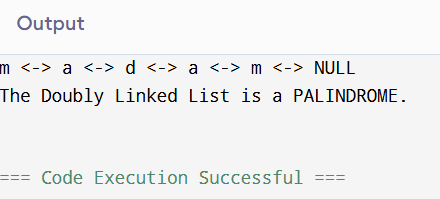 Output
m <-> a <-> d <-> a <-> m <-> NULL
The Doubly Linked List is a PALINDROME.
=== Code Execution Successful ===